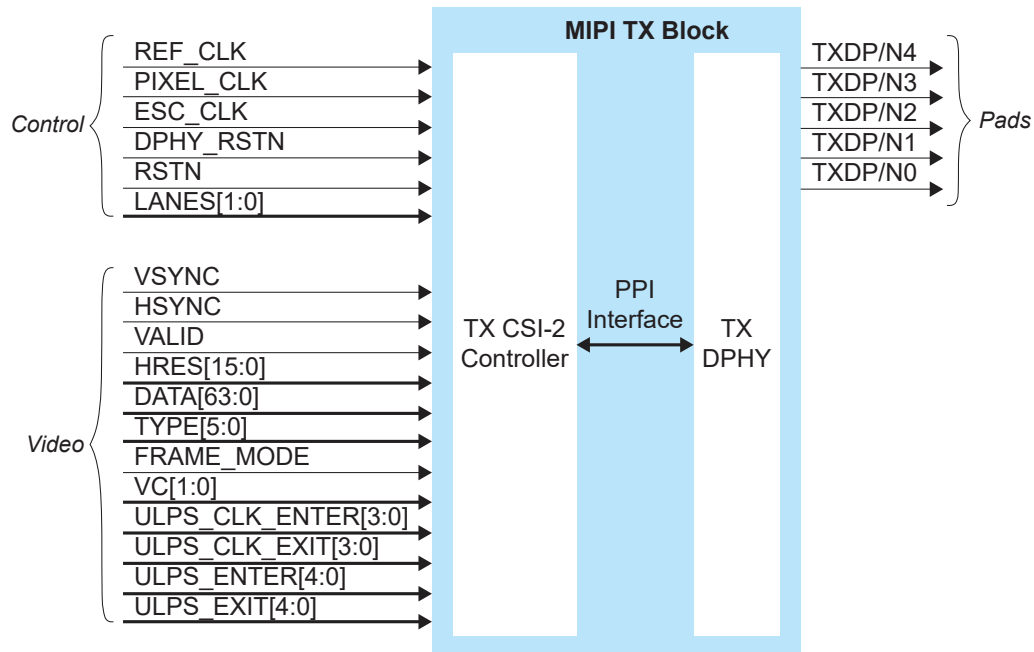 MIPI TX Block
Control
REF_CLK
PIXEL_CLK
ESC_CLK
DPHY_RSTN
RSTN
LANES[1:0]
Video
VSYNC
HSYNC
VALID
HRES[15:0]
DATA[63:0]
TYPE[5:0]
FRAME_MODE
VC[1:0]
ULPS_CLK_ENTER[3:0]
ULPS_CLK_EXIT[3:0]
ULPS_ENTER[4:0]
ULPS_EXIT[4:0]
TX CSI-2
Controller
PPI
Interface
TX
DPHY
TXDP/N4
TXDP/N3
TXDP/N2
TXDP/N1
TXDP/N0
Pads